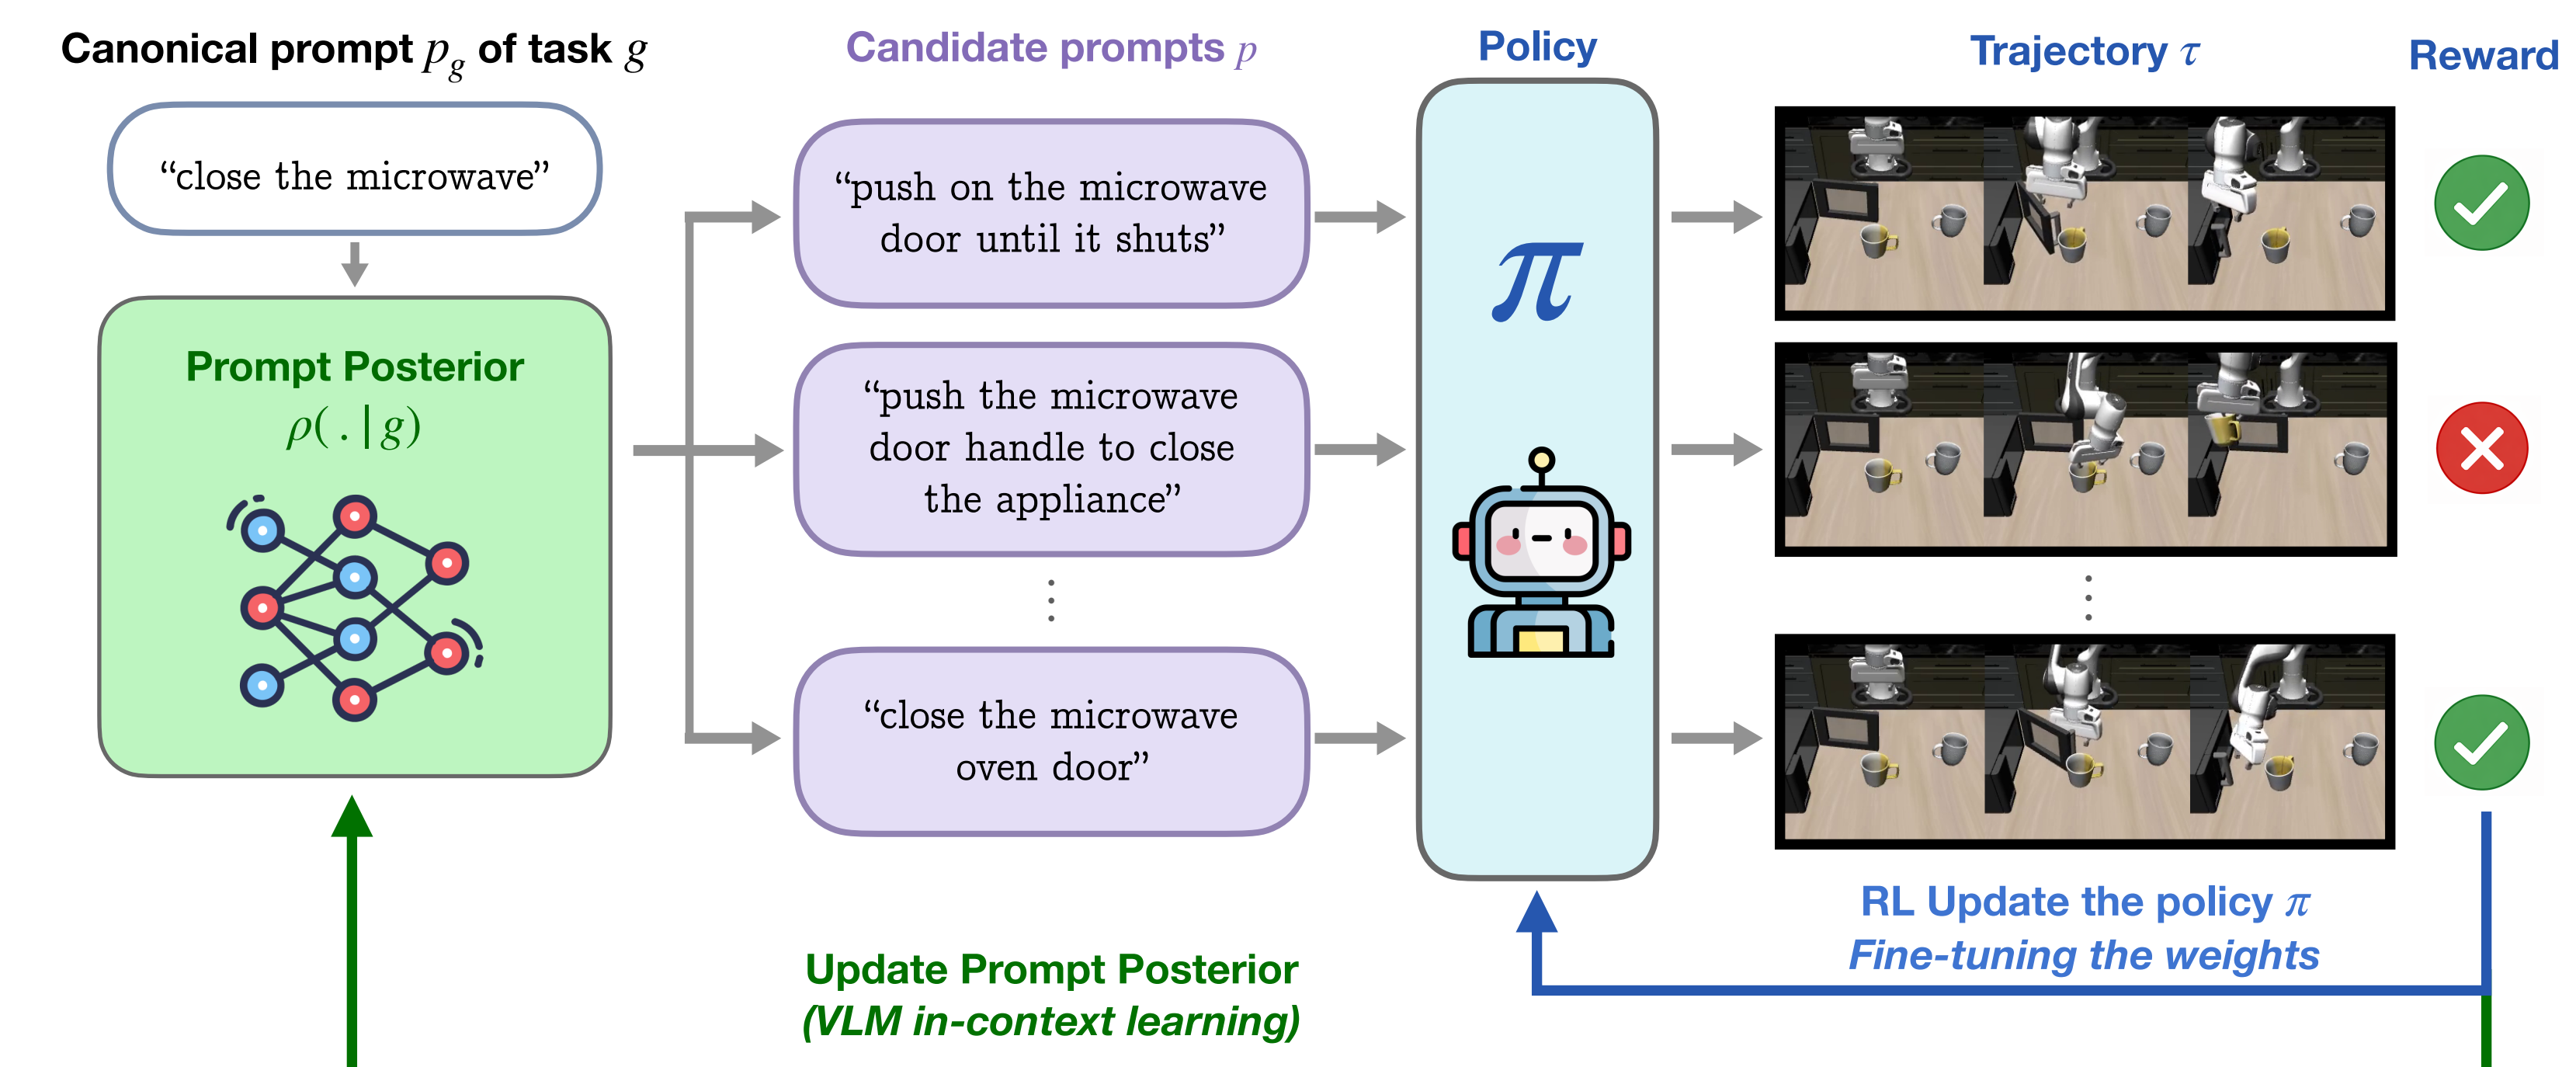 Canonical prompt p_g of task g
“close the microwave”
Prompt Posterior
ρ( . | g)
Candidate prompts p
“push on the microwave
door until it shuts”
“push the microwave
door handle to close
the appliance”
“close the microwave
oven door”
Policy
π
Trajectory τ
Reward
RL Update the policy π
Fine-tuning the weights
Update Prompt Posterior
(VLM in-context learning)